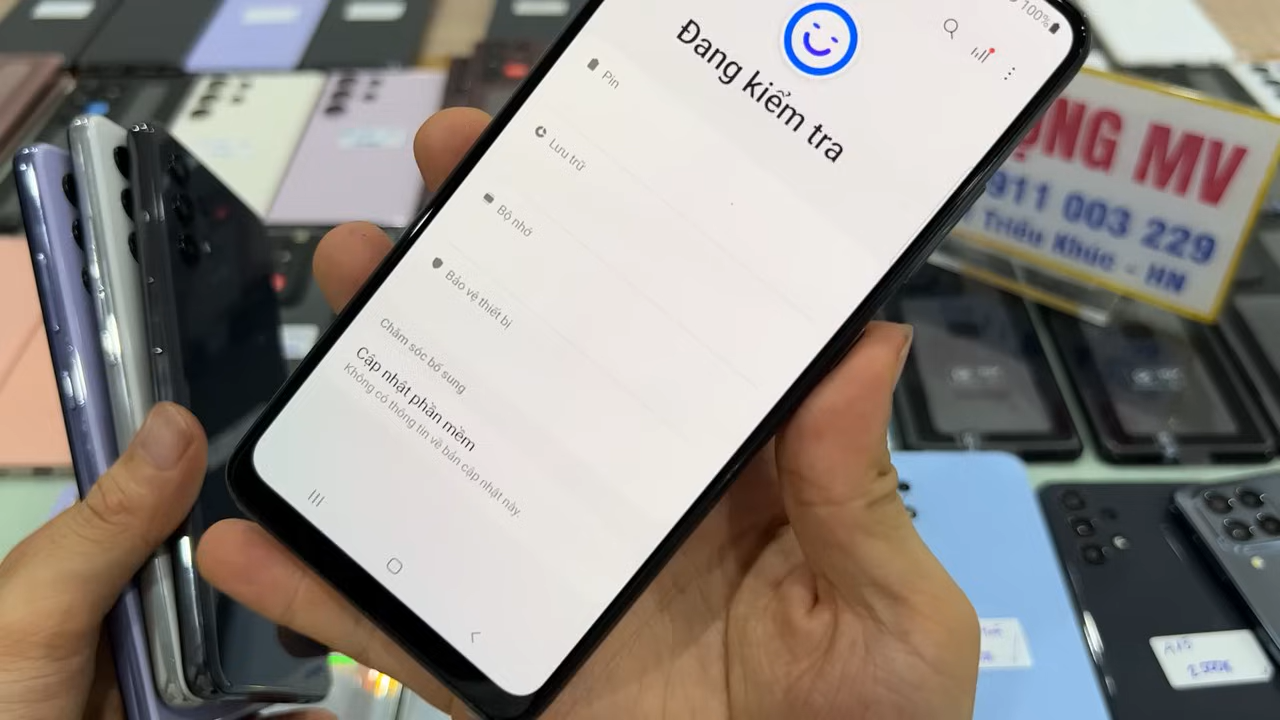 100%
Đang kiểm tra
Pin
Lưu trữ
Bộ nhớ
Bảo vệ thiết bị
Chăm sóc bổ sung
Cập nhật phần mềm
Không có thông tin về bản cập nhật này.
ỌNG MV
911 003 229
Triều Khúc - HN